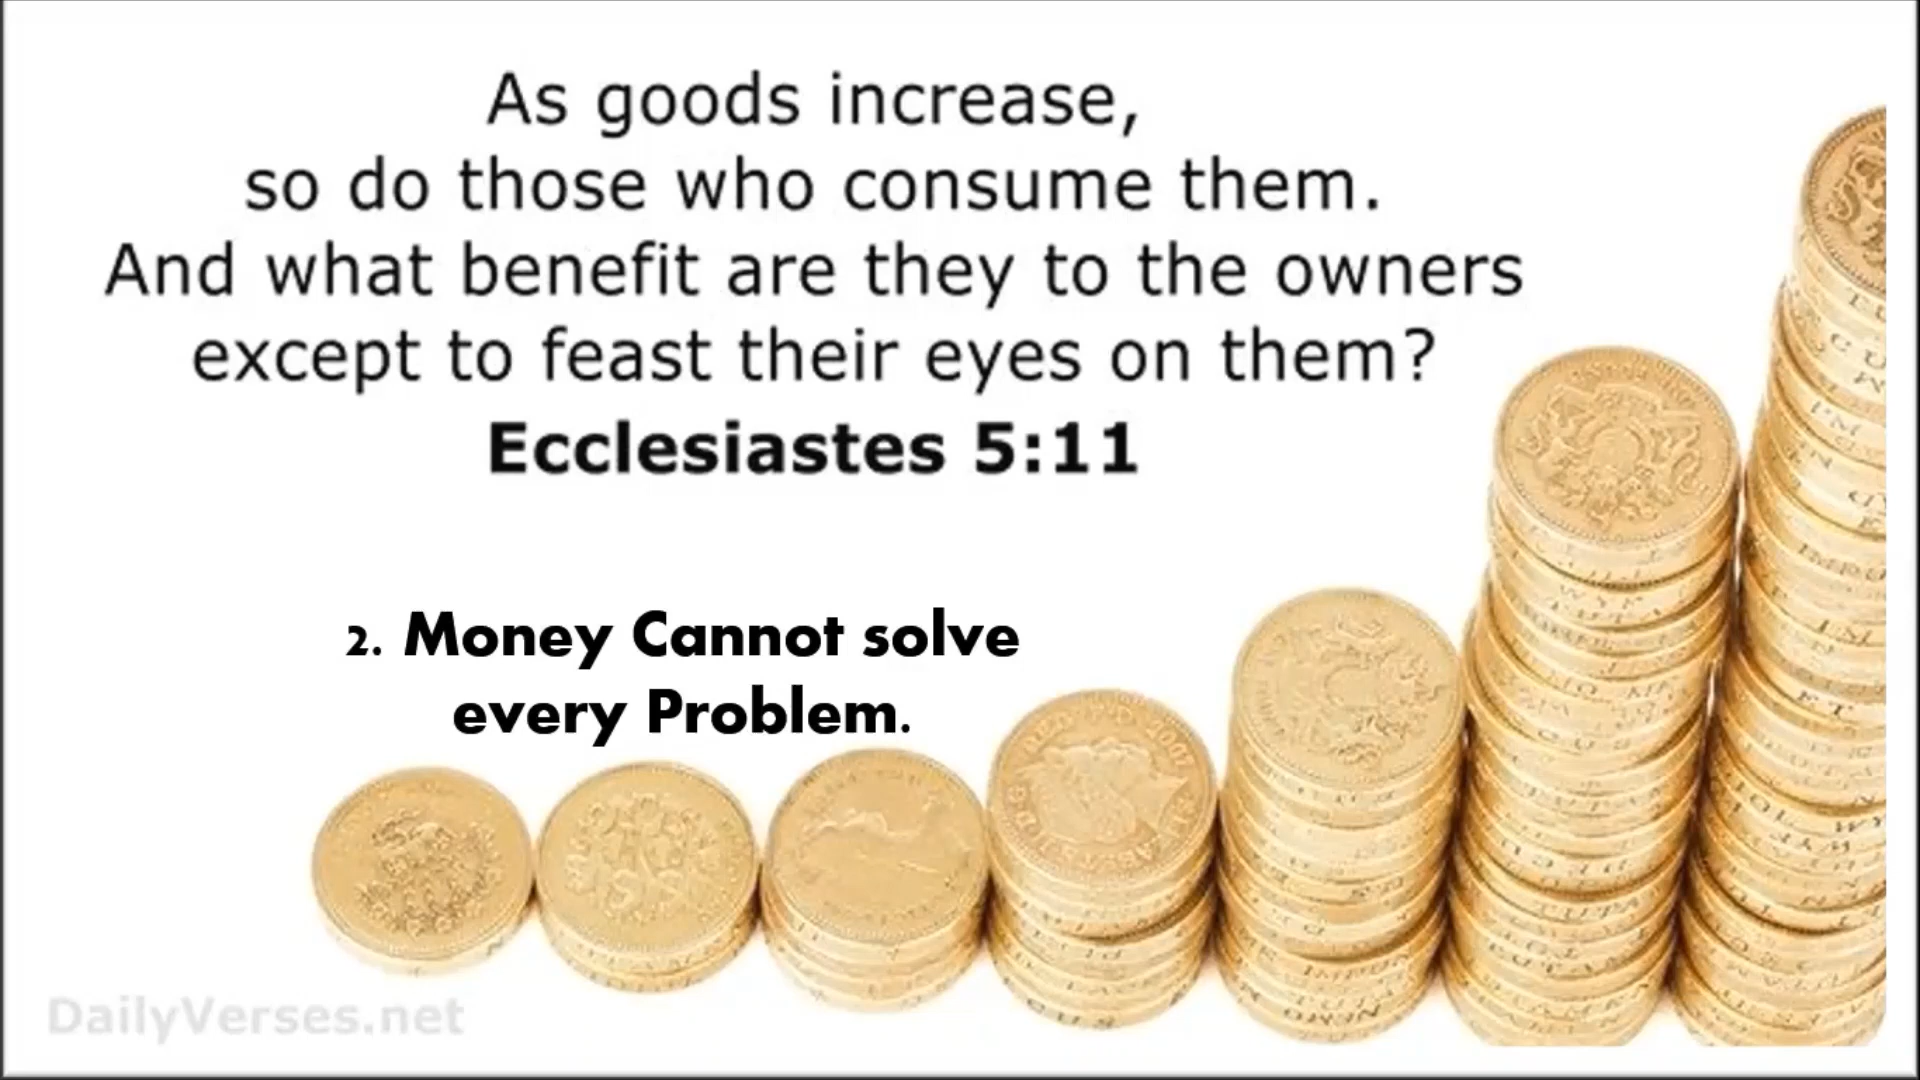 As goods increase,
so do those who consume them.
And what benefit are they to the owners
except to feast their eyes on them?
Ecclesiastes 5:11
2. Money Cannot solve
every Problem.
DailyVerses.net